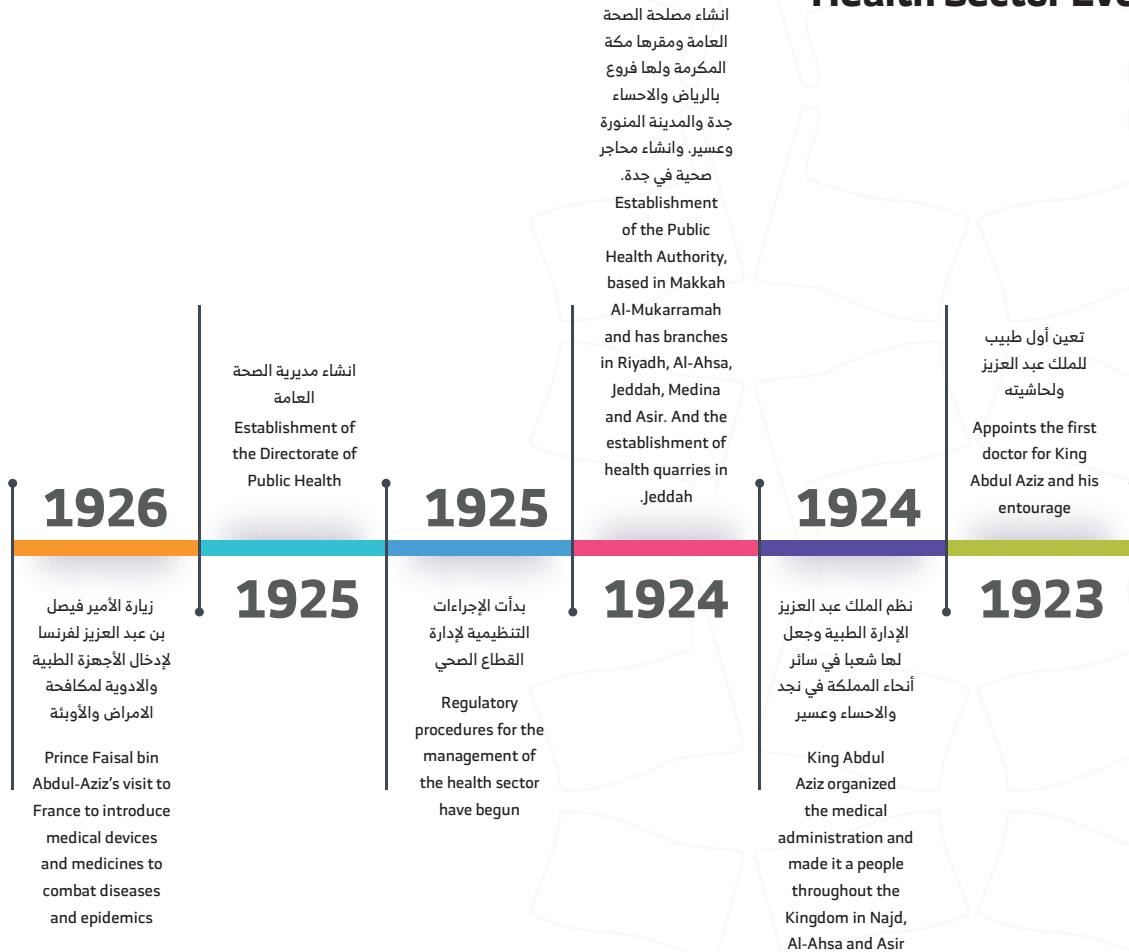 Health Sector
تعين أول طبيب
للملك عبد العزيز
ولحاشيته
Appoints the first
doctor for King
Abdul Aziz and his
entourage
1923
1924
نظم الملك عبد العزيز
الإدارة الطبية وجعل
لها شعبا في سائر
أنحاء المملكة في نجد
والاحساء وعسير
King Abdul
Aziz organized
the medical
administration and
made it a people
throughout the
Kingdom in Najd,
Al-Ahsa and Asir
انشاء مصلحة الصحة
العامة ومقرها مكة
المكرمة ولها فروع
بالرياض والاحساء
جدة والمدينة المنورة
وعسير. وانشاء محاجر
صحية في جدة.
Establishment
of the Public
Health Authority,
based in Makkah
Al-Mukarramah
and has branches
in Riyadh, Al-Ahsa,
Jeddah, Medina
and Asir. And the
establishment of
health quarries in
.Jeddah
1924
1925
بدأت الإجراءات
التنظيمية لإدارة
القطاع الصحي
Regulatory
procedures for the
management of
the health sector
have begun
انشاء مديرية الصحة
العامة
Establishment of
the Directorate of
Public Health
1925
1926
زيارة الأمير فيصل
بن عبد العزيز لفرنسا
لإدخال الأجهزة الطبية
والادوية لمكافحة
الامراض والأوبئة
Prince Faisal bin
Abdul-Aziz's visit to
France to introduce
medical devices
and medicines to
combat diseases
and epidemics